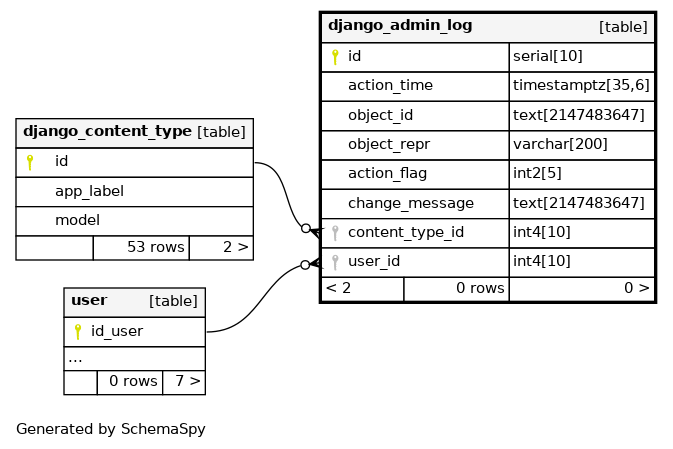 django_admin_log [table]
id serial[10]
action_time timestamptz[35,6]
object_id text[2147483647]
object_repr varchar[200]
action_flag int2[5]
change_message text[2147483647]
content_type_id int4[10]
user_id int4[10]
< 2 0 rows 0 >
django_content_type [table]
id
app_label
model
53 rows 2 >
user [table]
id_user
...
0 rows 7 >
Generated by SchemaSpy